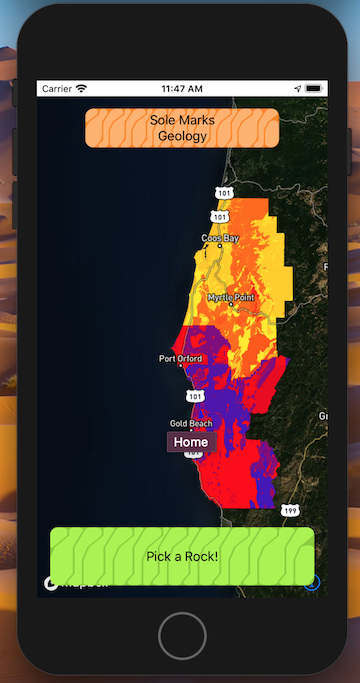 Carrier 11:47 AM
Sole Marks
Geology
101
101
Coos Bay
Myrtle Point
Port Orford
101
Gold Beach
Home
199
Pick a Rock!